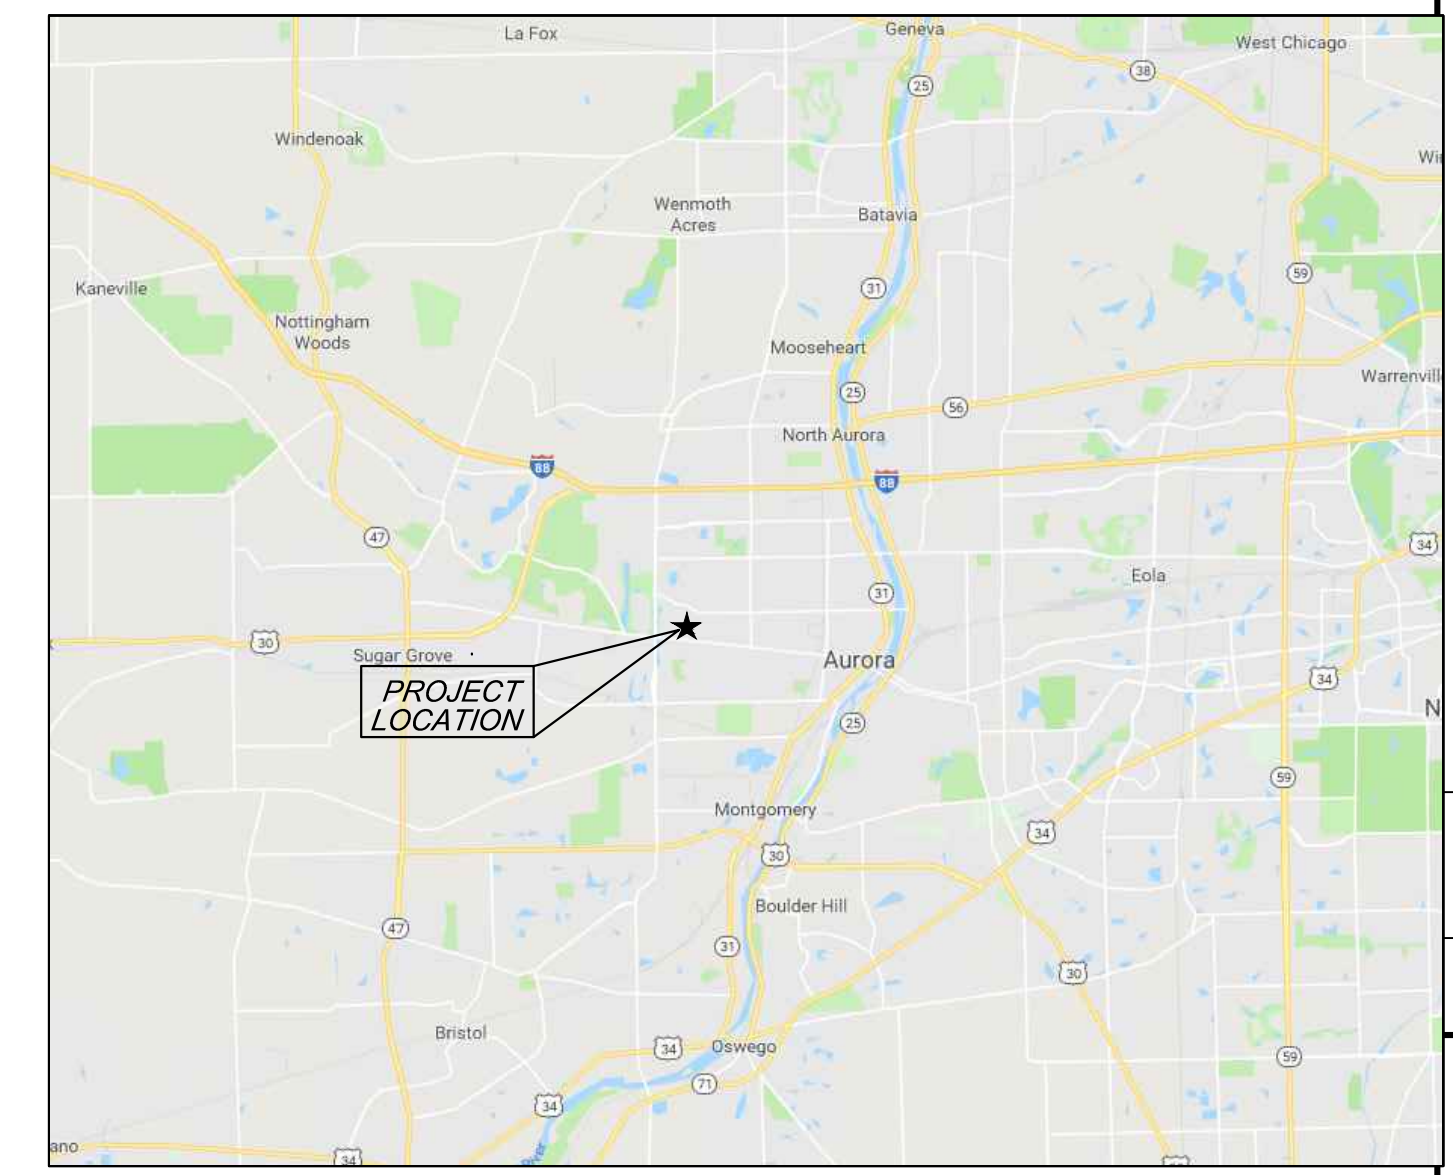 La Fox
Geneva
West Chicago
38
25
Windenoak
Wi
Wenmoth
Acres
Batavia
59
Kaneville
31
Nottingham
Woods
Mooseheart
Warrenvill
25
56
North Aurora
88
88
47
34
Eola
31
30
Sugar Grove
Aurora
34
PROJECT
LOCATION
25
N
59
Montgomery
34
30
Boulder Hill
47
31
30
Bristol
34
Oswego
59
71
34
ano
34
River